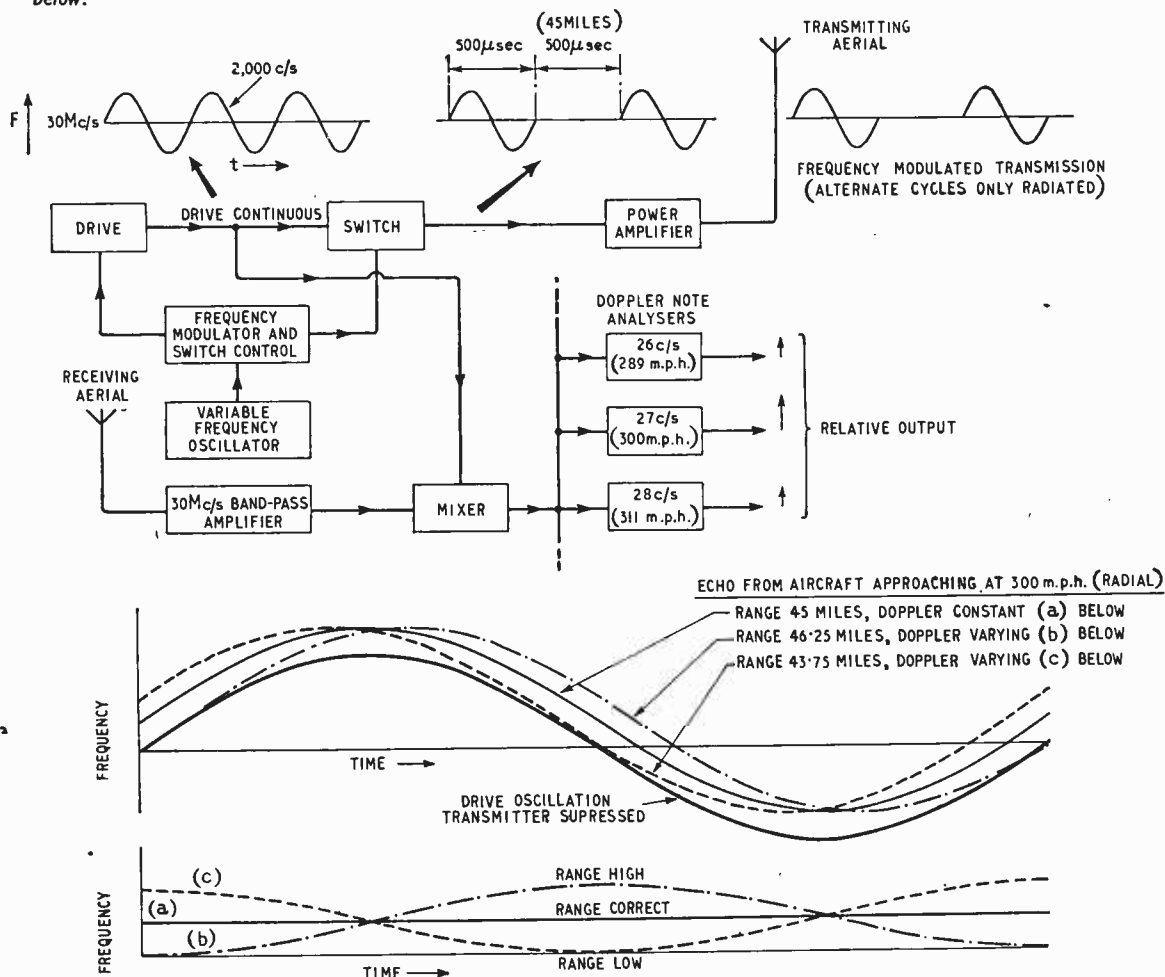 below.
(45MILES)
500μsec 500μsec
TRANSMITTING
AERIAL
2,000 c/s
F
30Mc/s
t
FREQUENCY MODULATED TRANSMISSION
(ALTERNATE CYCLES ONLY RADIATED)
DRIVE
DRIVE CONTINUOUS
SWITCH
POWER
AMPLIFIER
FREQUENCY
MODULATOR AND
SWITCH CONTROL
DOPPLER NOTE
ANALYSERS
26c/s
(289 m.p.h.)
RECEIVING
AERIAL
VARIABLE
FREQUENCY
OSCILLATOR
27c/s
(300m.p.h.)
RELATIVE OUTPUT
30Mc/s BAND-PASS
AMPLIFIER
MIXER
28c/s
(311 m.p.h.)
ECHO FROM AIRCRAFT APPROACHING AT 300 m.p.h. (RADIAL)
RANGE 45 MILES, DOPPLER CONSTANT (a) BELOW
RANGE 46·25 MILES, DOPPLER VARYING (b) BELOW
RANGE 43·75 MILES, DOPPLER VARYING (c) BELOW
FREQUENCY
TIME
DRIVE OSCILLATION
TRANSMITTER SUPRESSED
FREQUENCY
(c)
RANGE HIGH
(a)
RANGE CORRECT
(b)
RANGE LOW
TIME